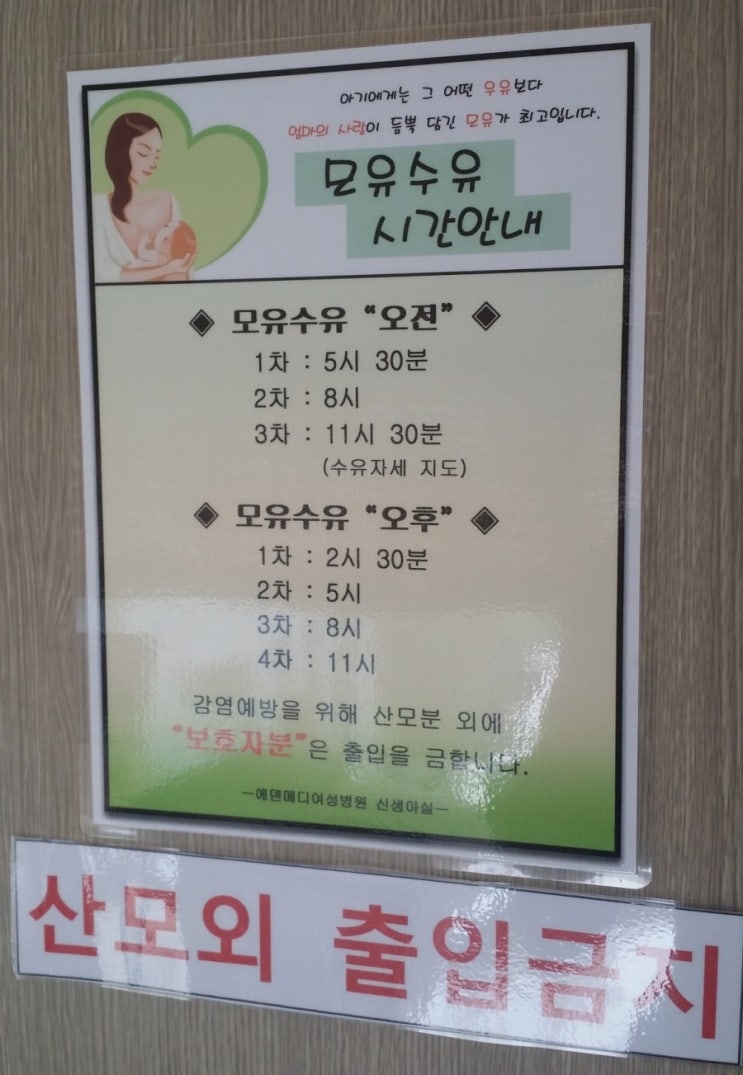 아기에게는 그 어떤 우유보다
엄마의 사랑이 듬뿍 담긴 모유가 최고입니다.
모유수유
시간안내
◈ 모유수유 “오전” ◈
1차 : 5시 30분
2차 : 8시
3차 : 11시 30분
(수유자세 지도)
◈ 모유수유 “오후” ◈
1차 : 2시 30분
2차 : 5시
3차 : 8시
4차 : 11시
감염예방을 위해 산모분 외에
“보호자분”은 출입을 금합니다.
—에덴메디여성병원 신생아실—
산모외 출입금지